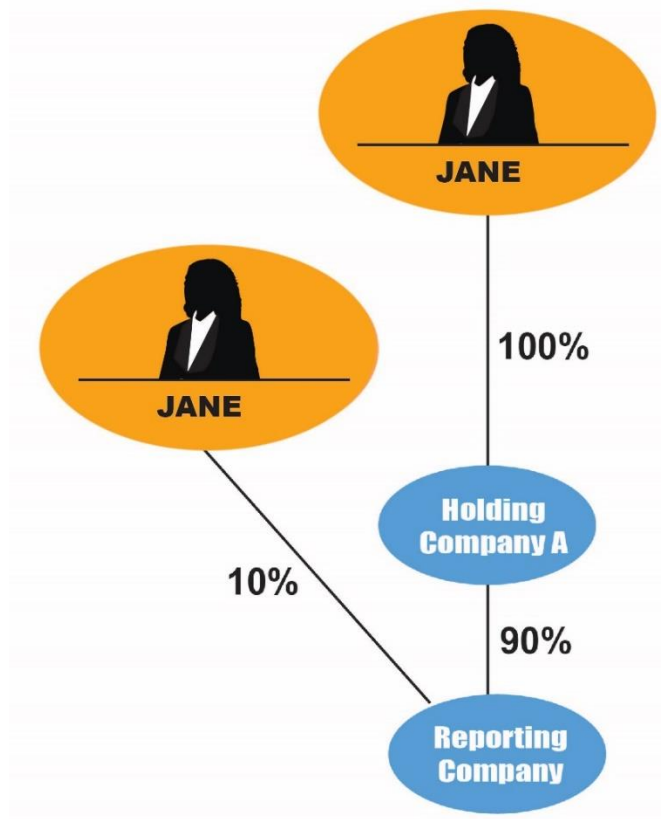 JANE
JANE
100%
Holding
Company A
10%
90%
Reporting
Company